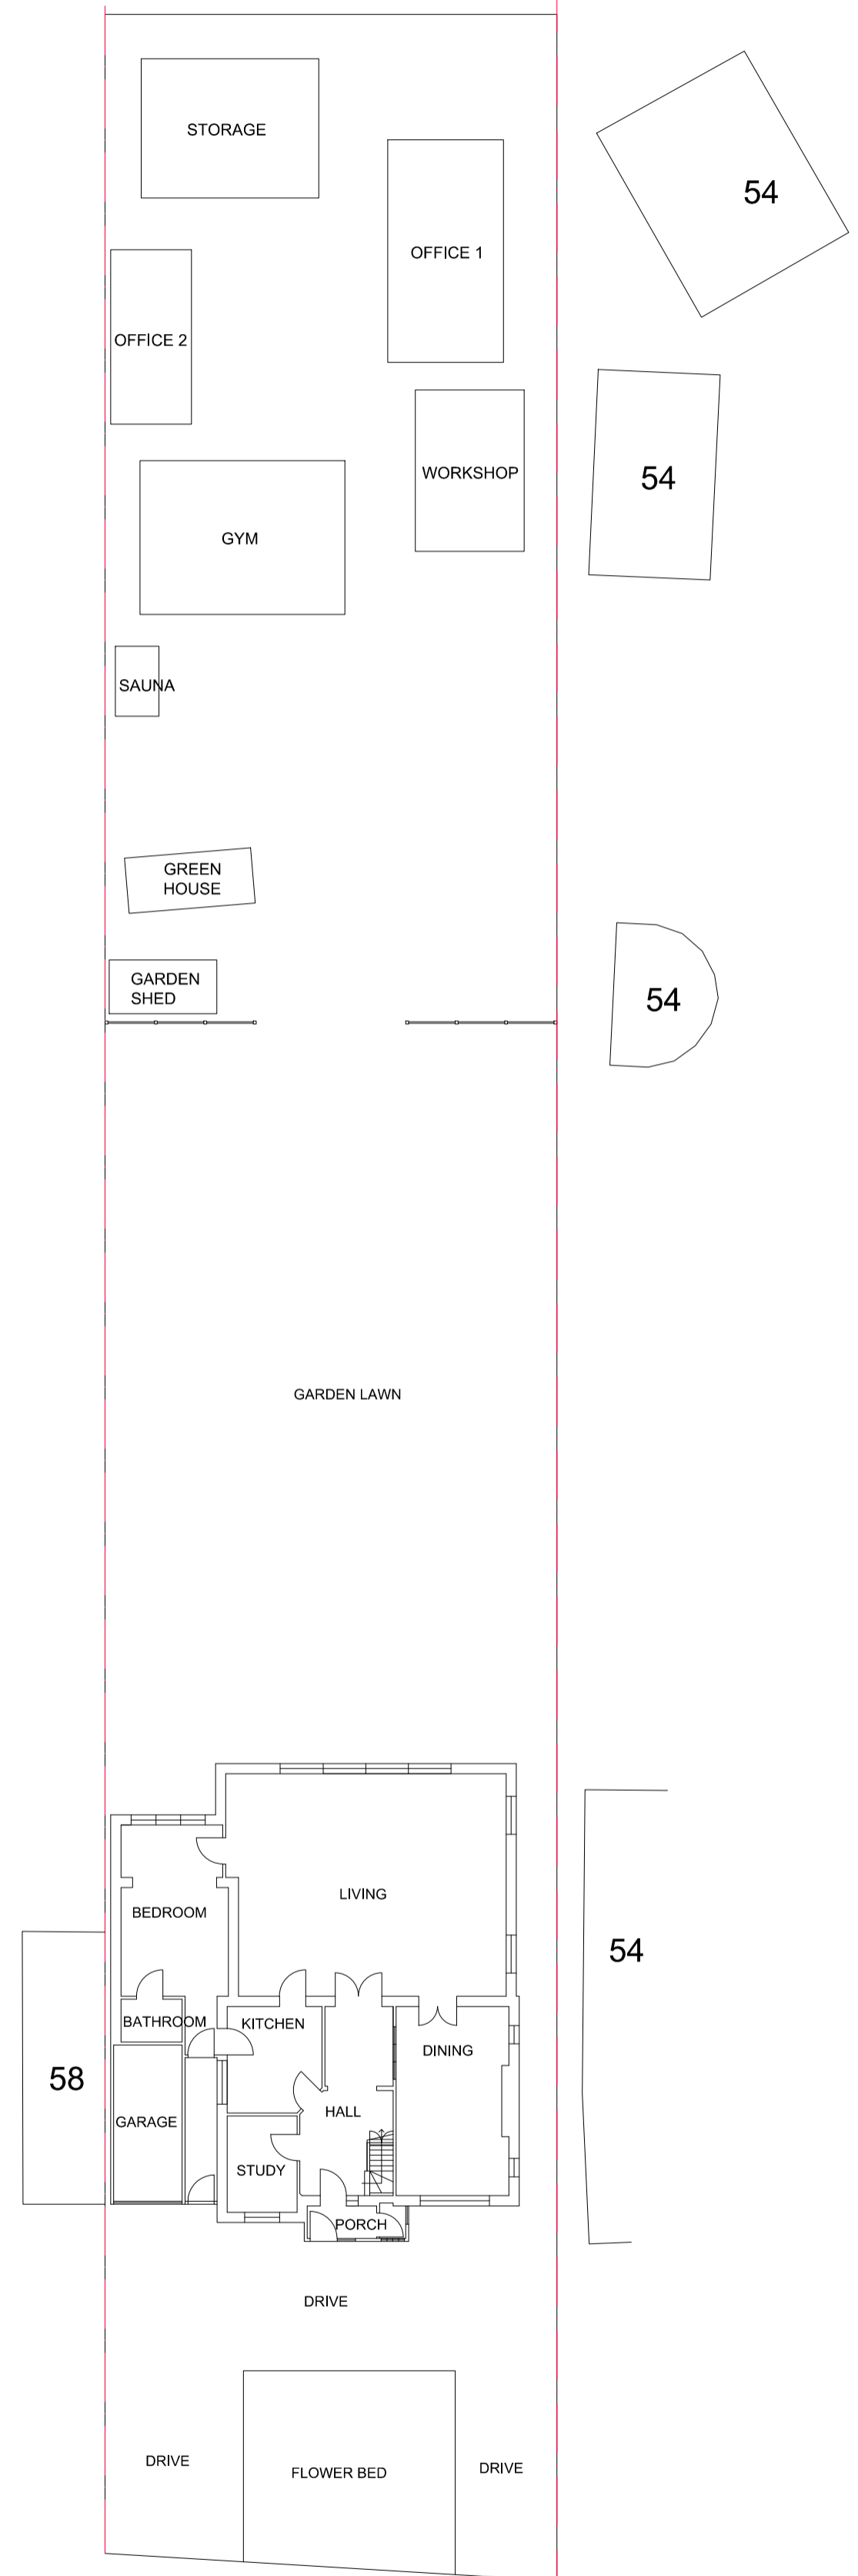 STORAGE
54
OFFICE 1
OFFICE 2
WORKSHOP
54
GYM
SAUNA
GREEN
HOUSE
GARDEN
SHED
54
GARDEN LAWN
LIVING
BEDROOM
54
BATHROOM
KITCHEN
DINING
58
HALL
GARAGE
STUDY
PORCH
DRIVE
DRIVE
FLOWER BED
DRIVE